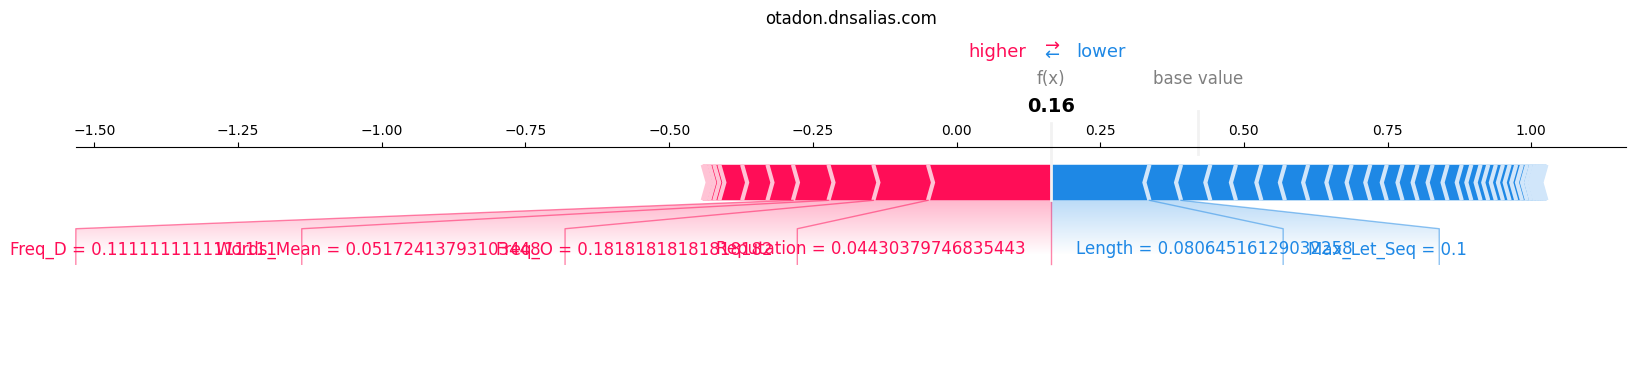 otadon.dnsalias.com
higher → ← lower
f(x) base value
0.16
−1.50 −1.25 −1.00 −0.75 −0.50 −0.25 0.00 0.25 0.50 0.75 1.00
Freq_D = 0.1111111111111111 Words_Mean = 0.05172413793103448 Freq_O = 0.18181818181818182 Reputation = 0.04430379746835443 Length = 0.08064516129032258 Max_Let_Seq = 0.1